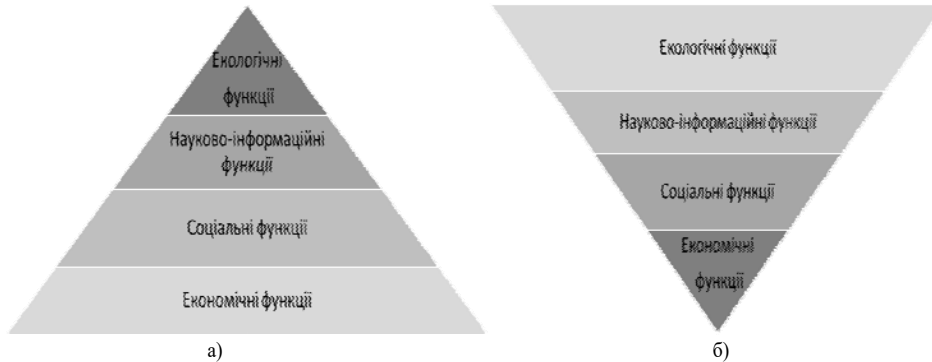 Екологічні
функції
Науково-інформаційні
функції
Соціальні функції
Економічні функції
а)
Екологічні функції
Науково-інформаційні функції
Соціальні функції
Економічні
функції
б)